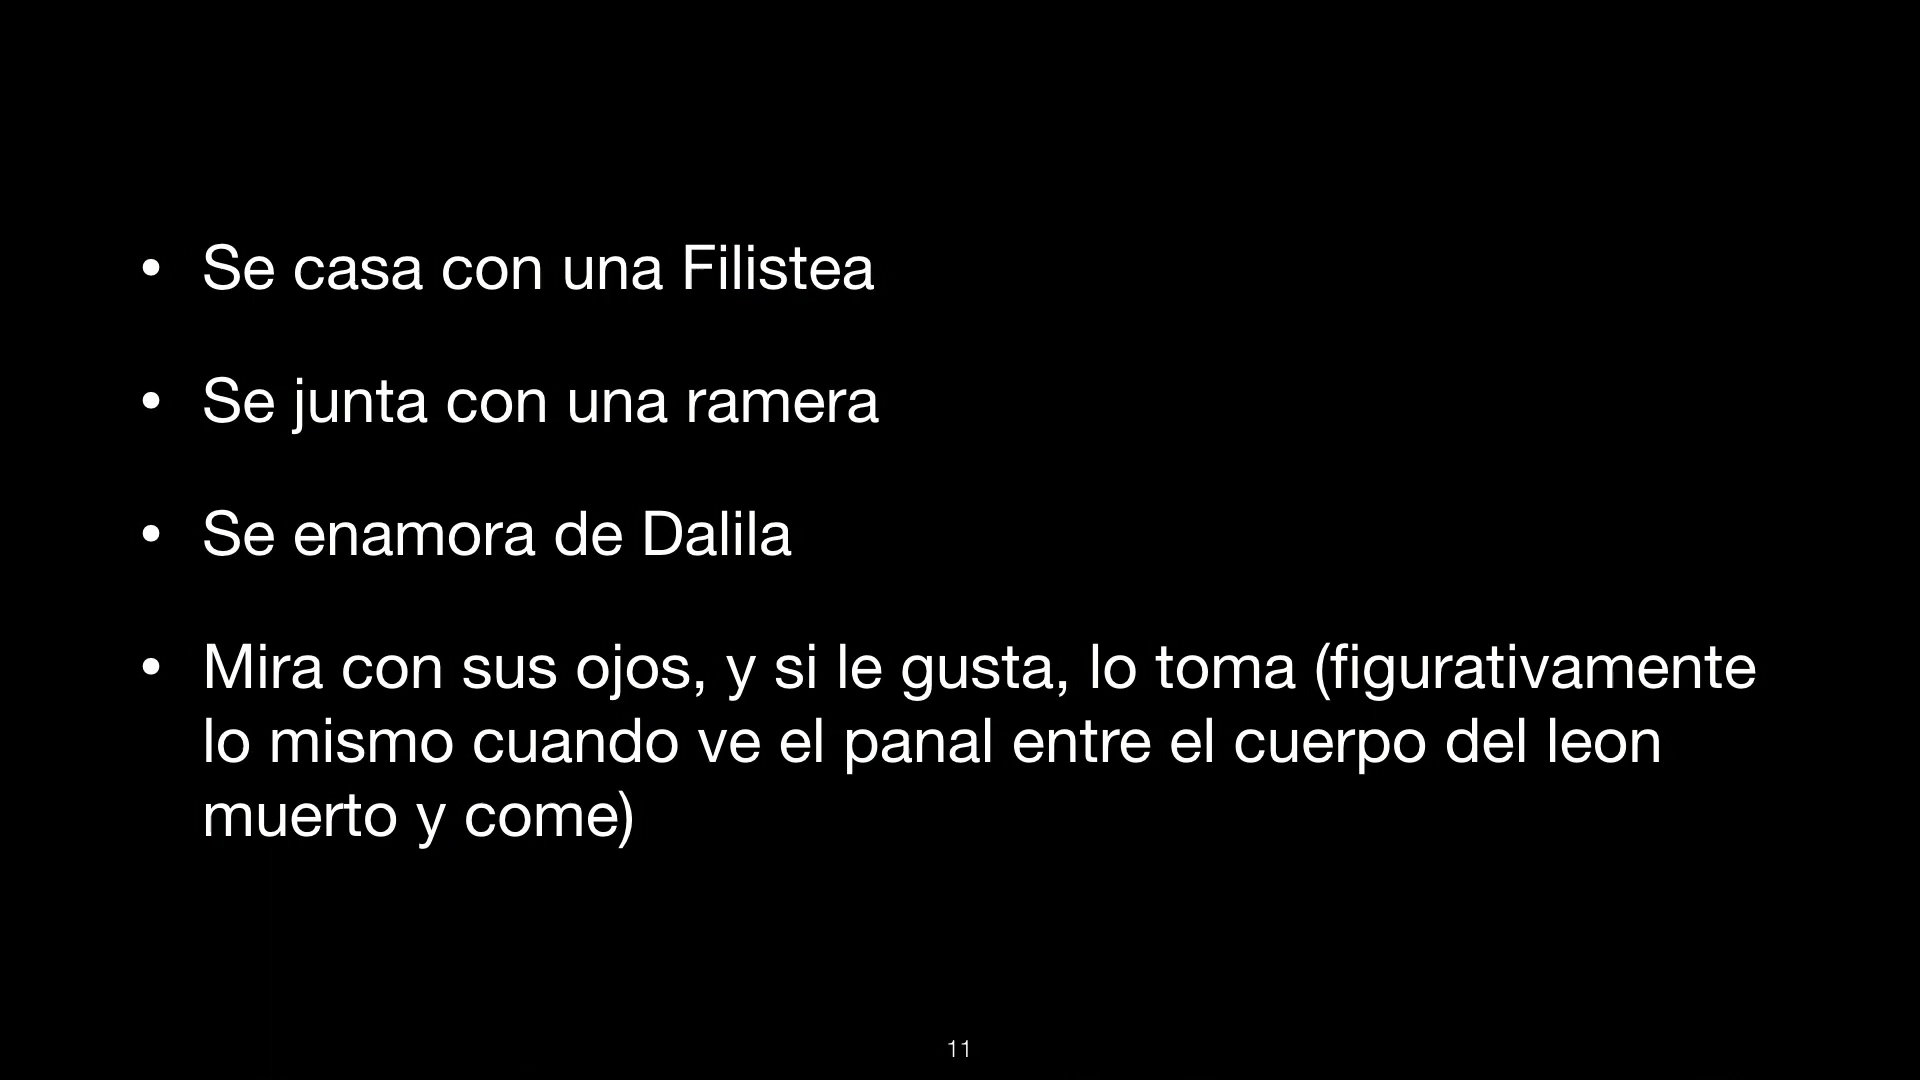 • Se casa con una Filistea
• Se junta con una ramera
• Se enamora de Dalila
• Mira con sus ojos, y si le gusta, lo toma (figurativamente
lo mismo cuando ve el panal entre el cuerpo del leon
muerto y come)
11